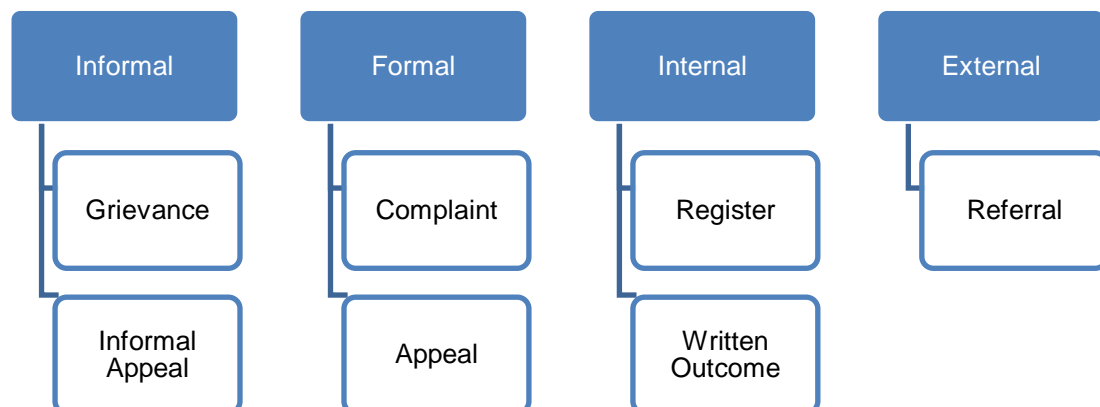 Informal
Formal
Internal
External
Grievance
Complaint
Register
Referral
Informal
Appeal
Appeal
Written
Outcome